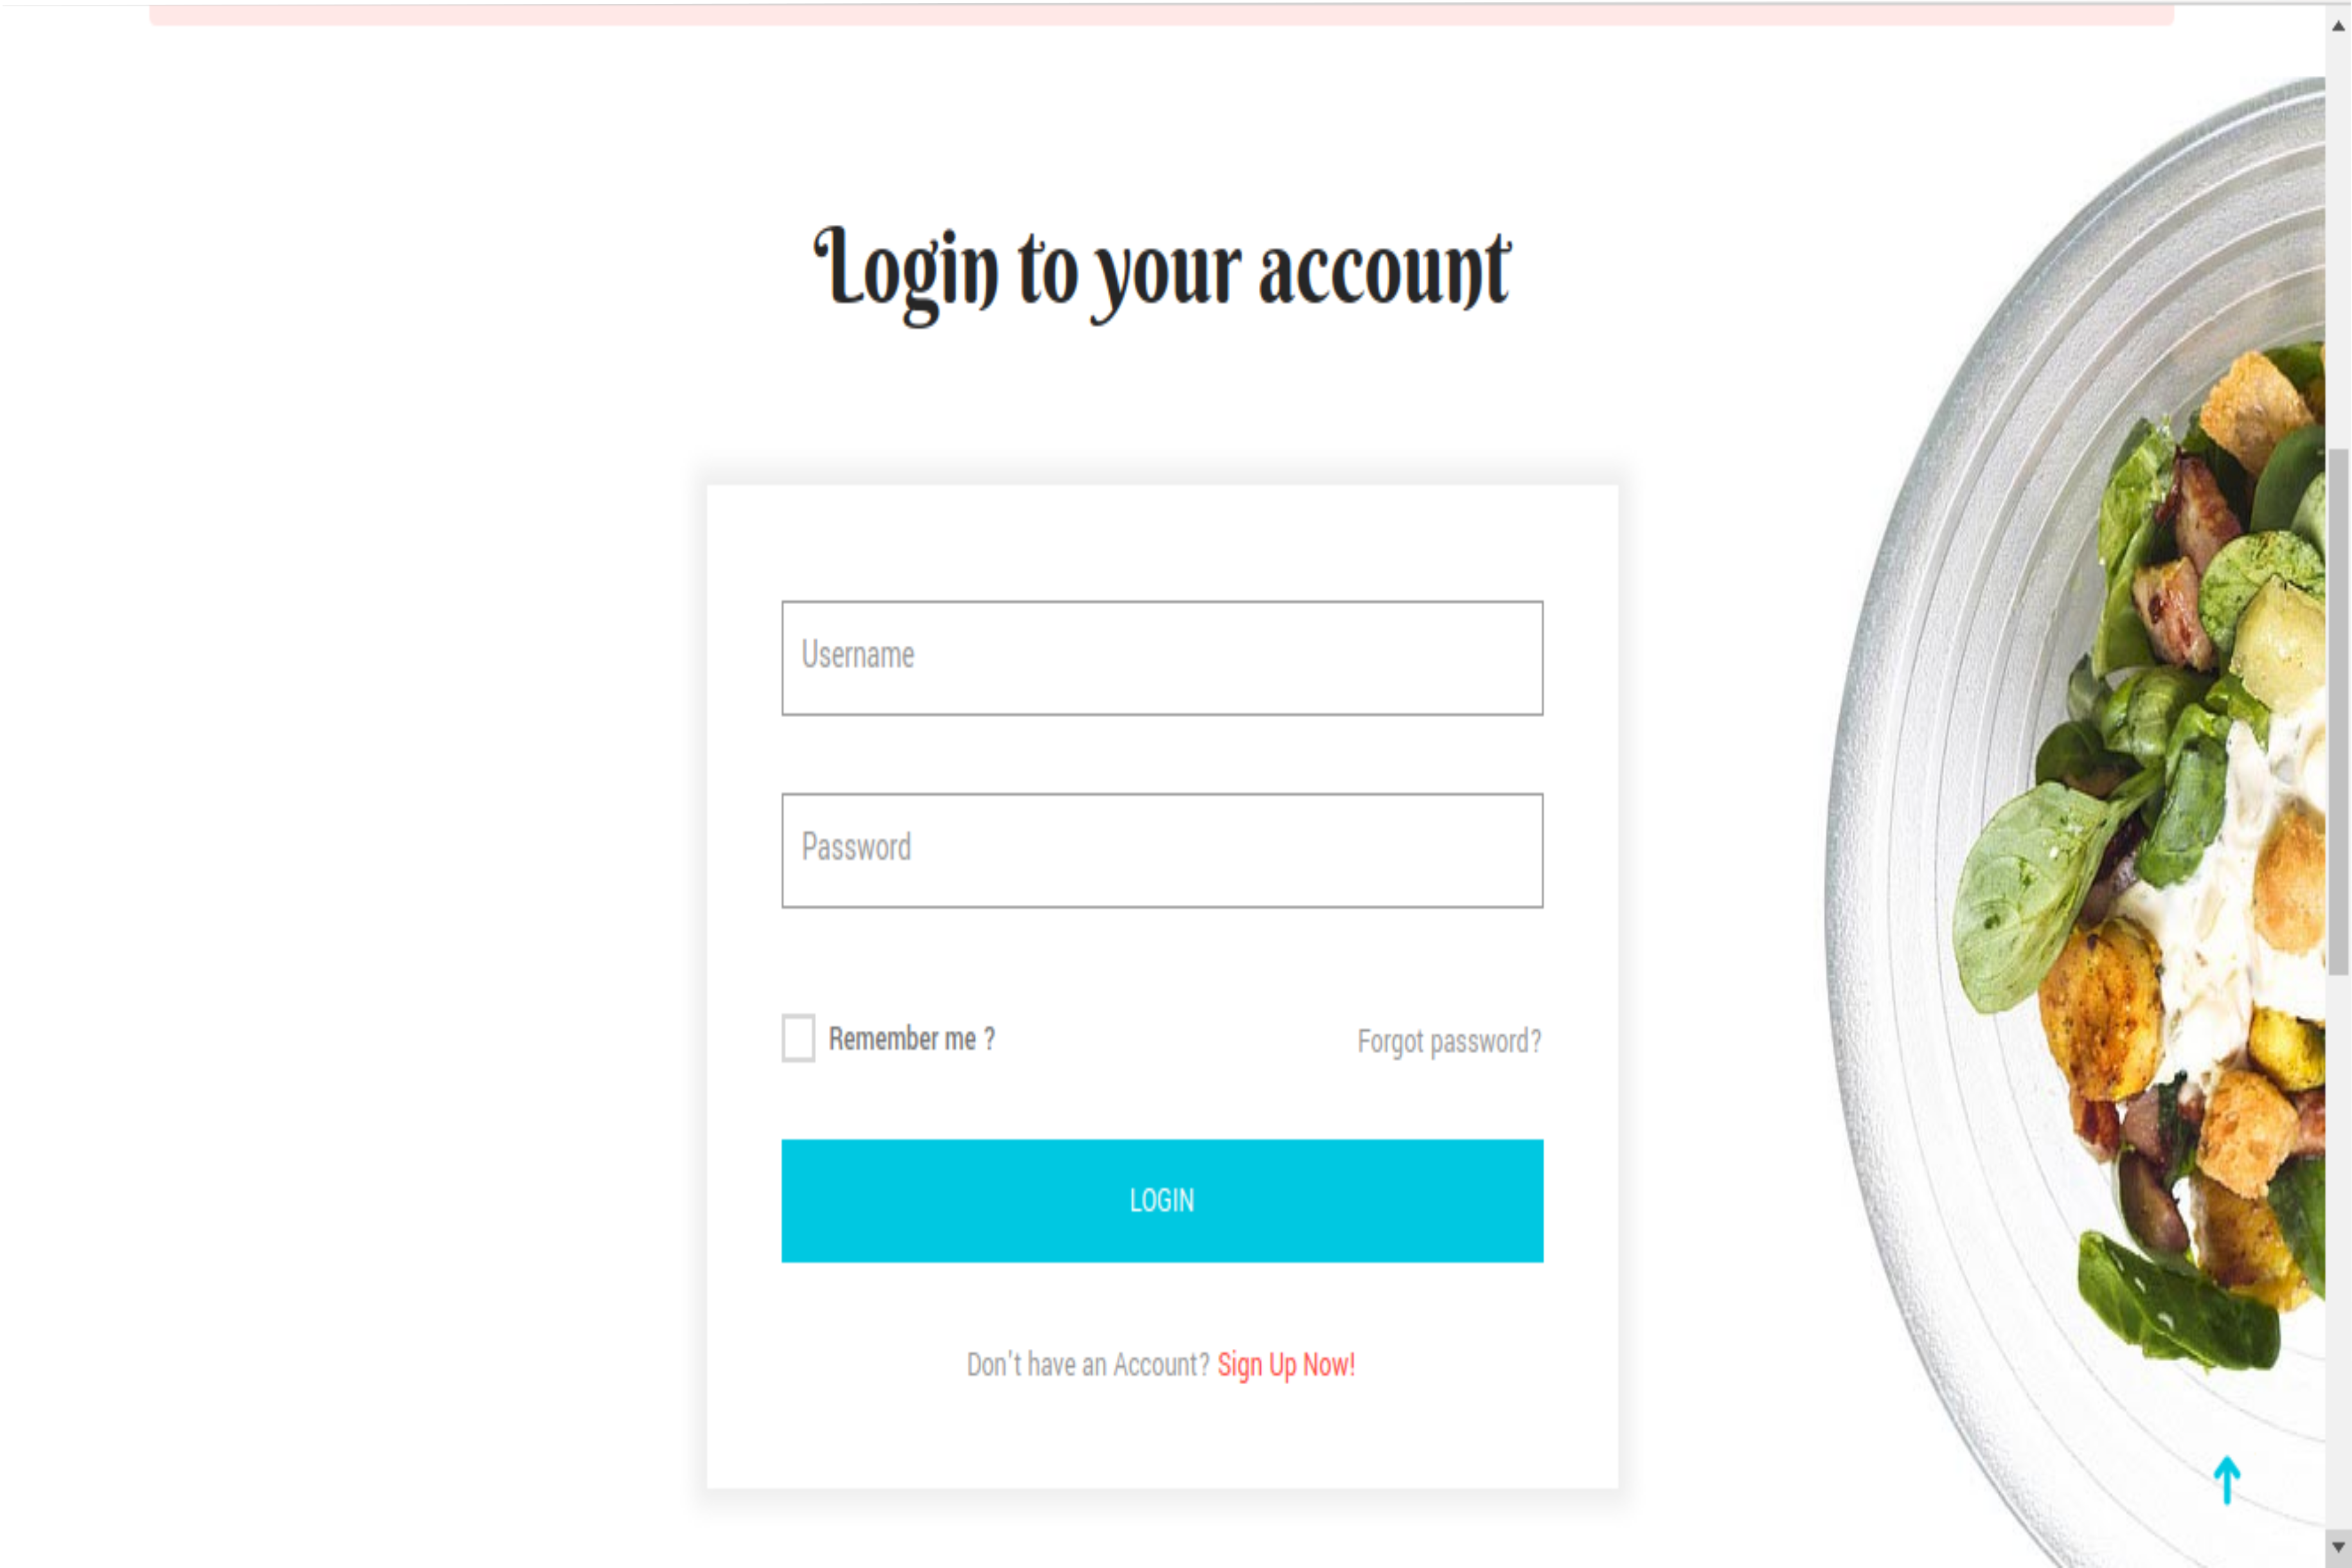 Login to your account
Username
Password
Remember me ?
Forgot password?
LOGIN
Don't have an Account? Sign Up Now!